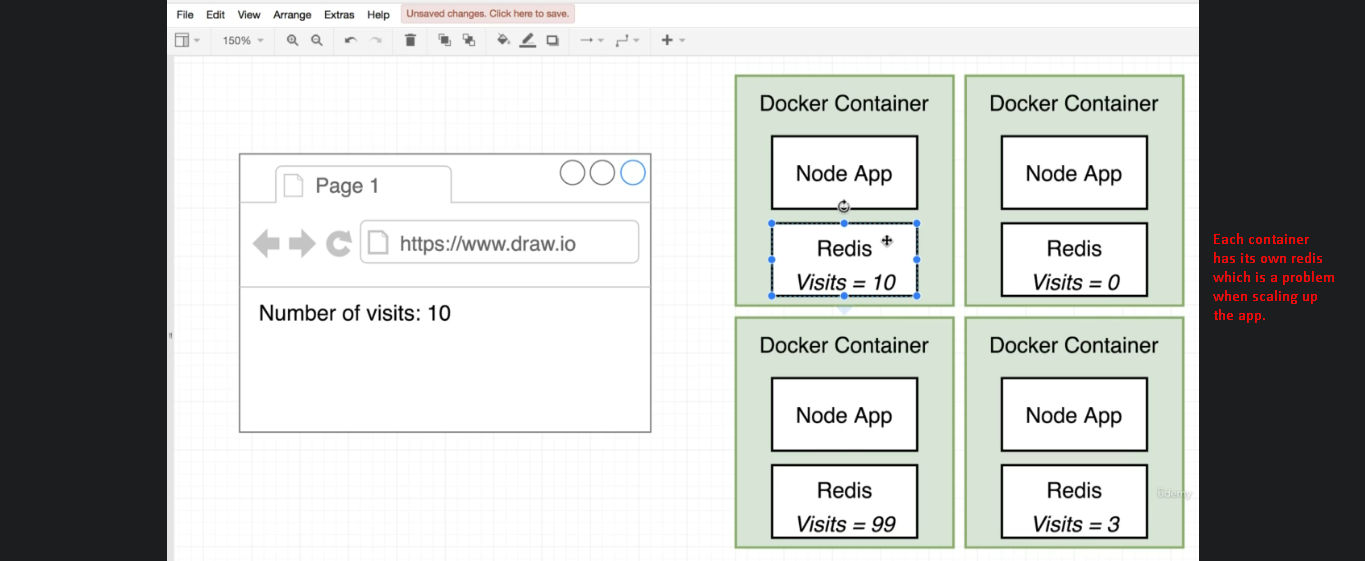 File Edit View Arrange Extras Help Unsaved changes. Click here to save.
150%
Page 1
https://www.draw.io
Number of visits: 10
Docker Container
Node App
Redis
Visits = 10
Docker Container
Node App
Redis
Visits = 0
Docker Container
Node App
Redis
Visits = 99
Docker Container
Node App
Redis
Visits = 3
Udemy
Each container
has its own redis
which is a problem
when scaling up
the app.